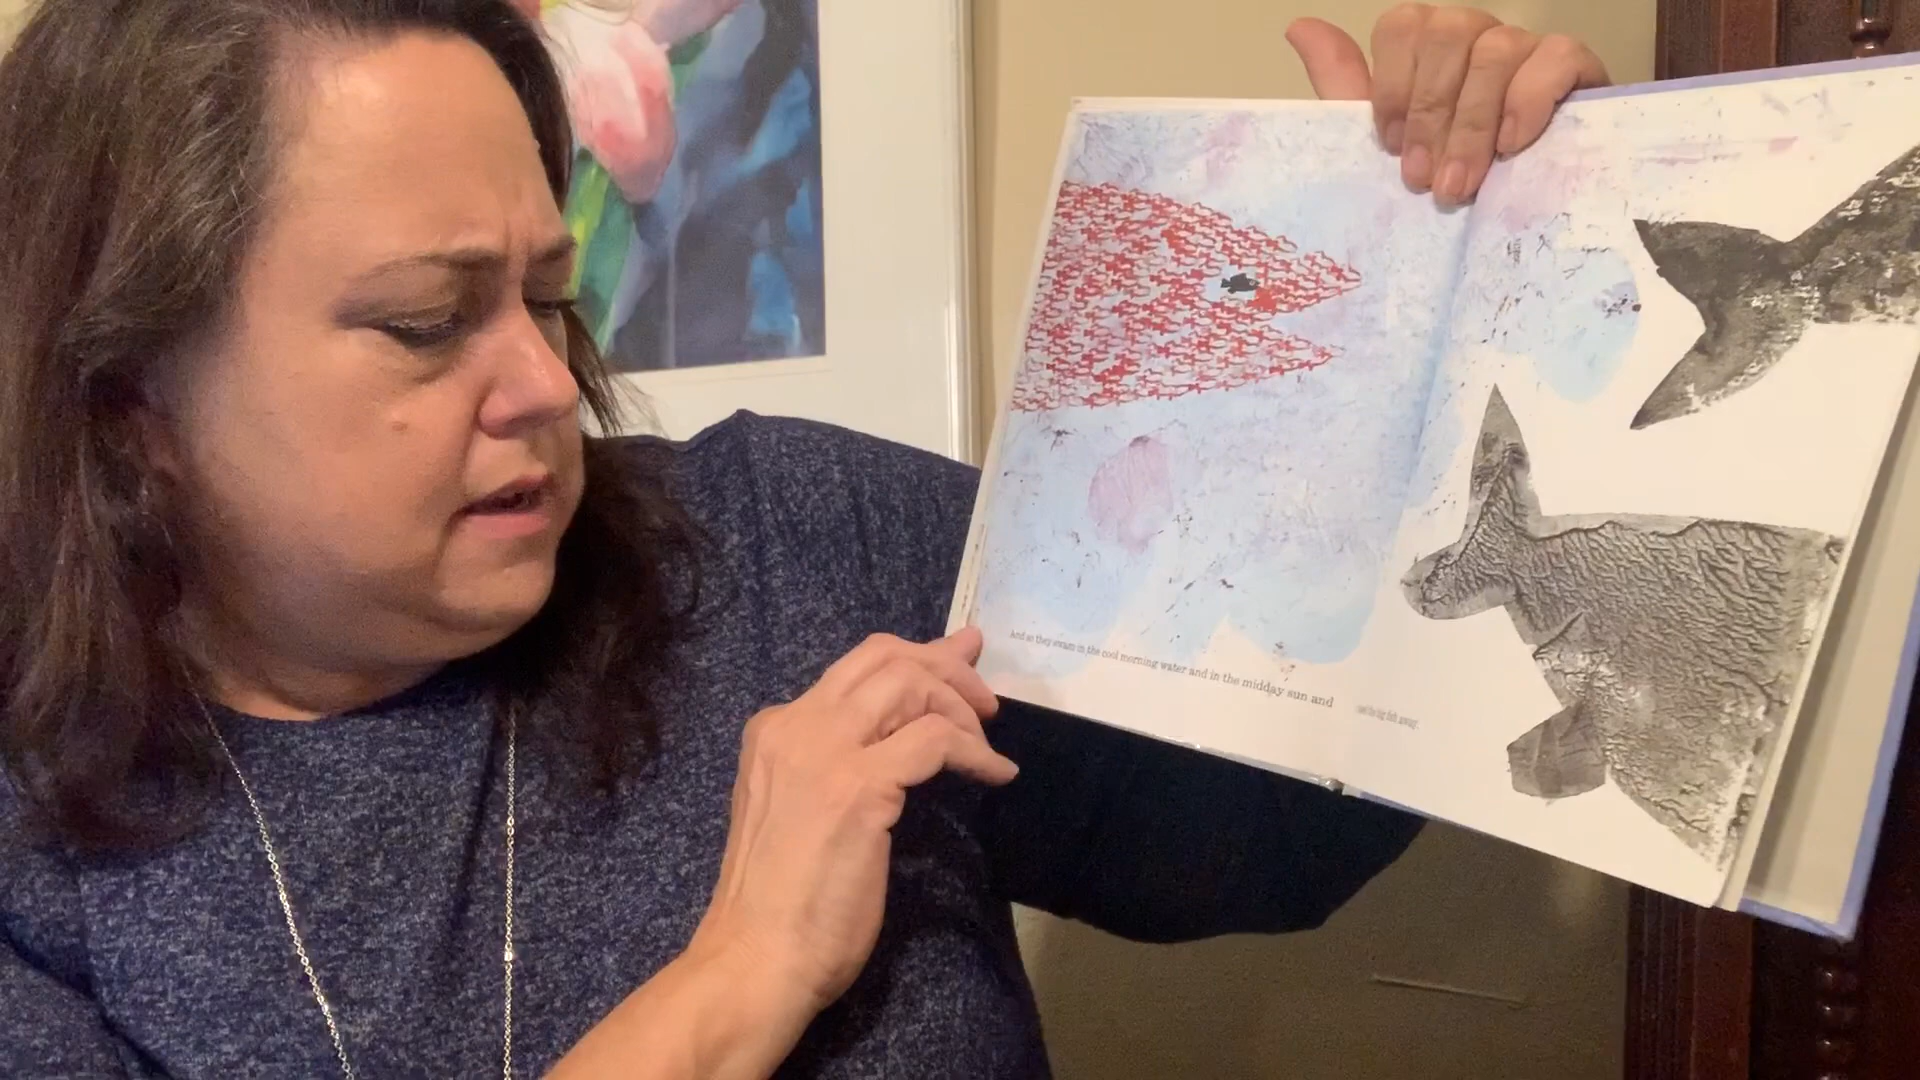 And so they swam in the cool morning water and in the midday sun and
chased the big fish away.